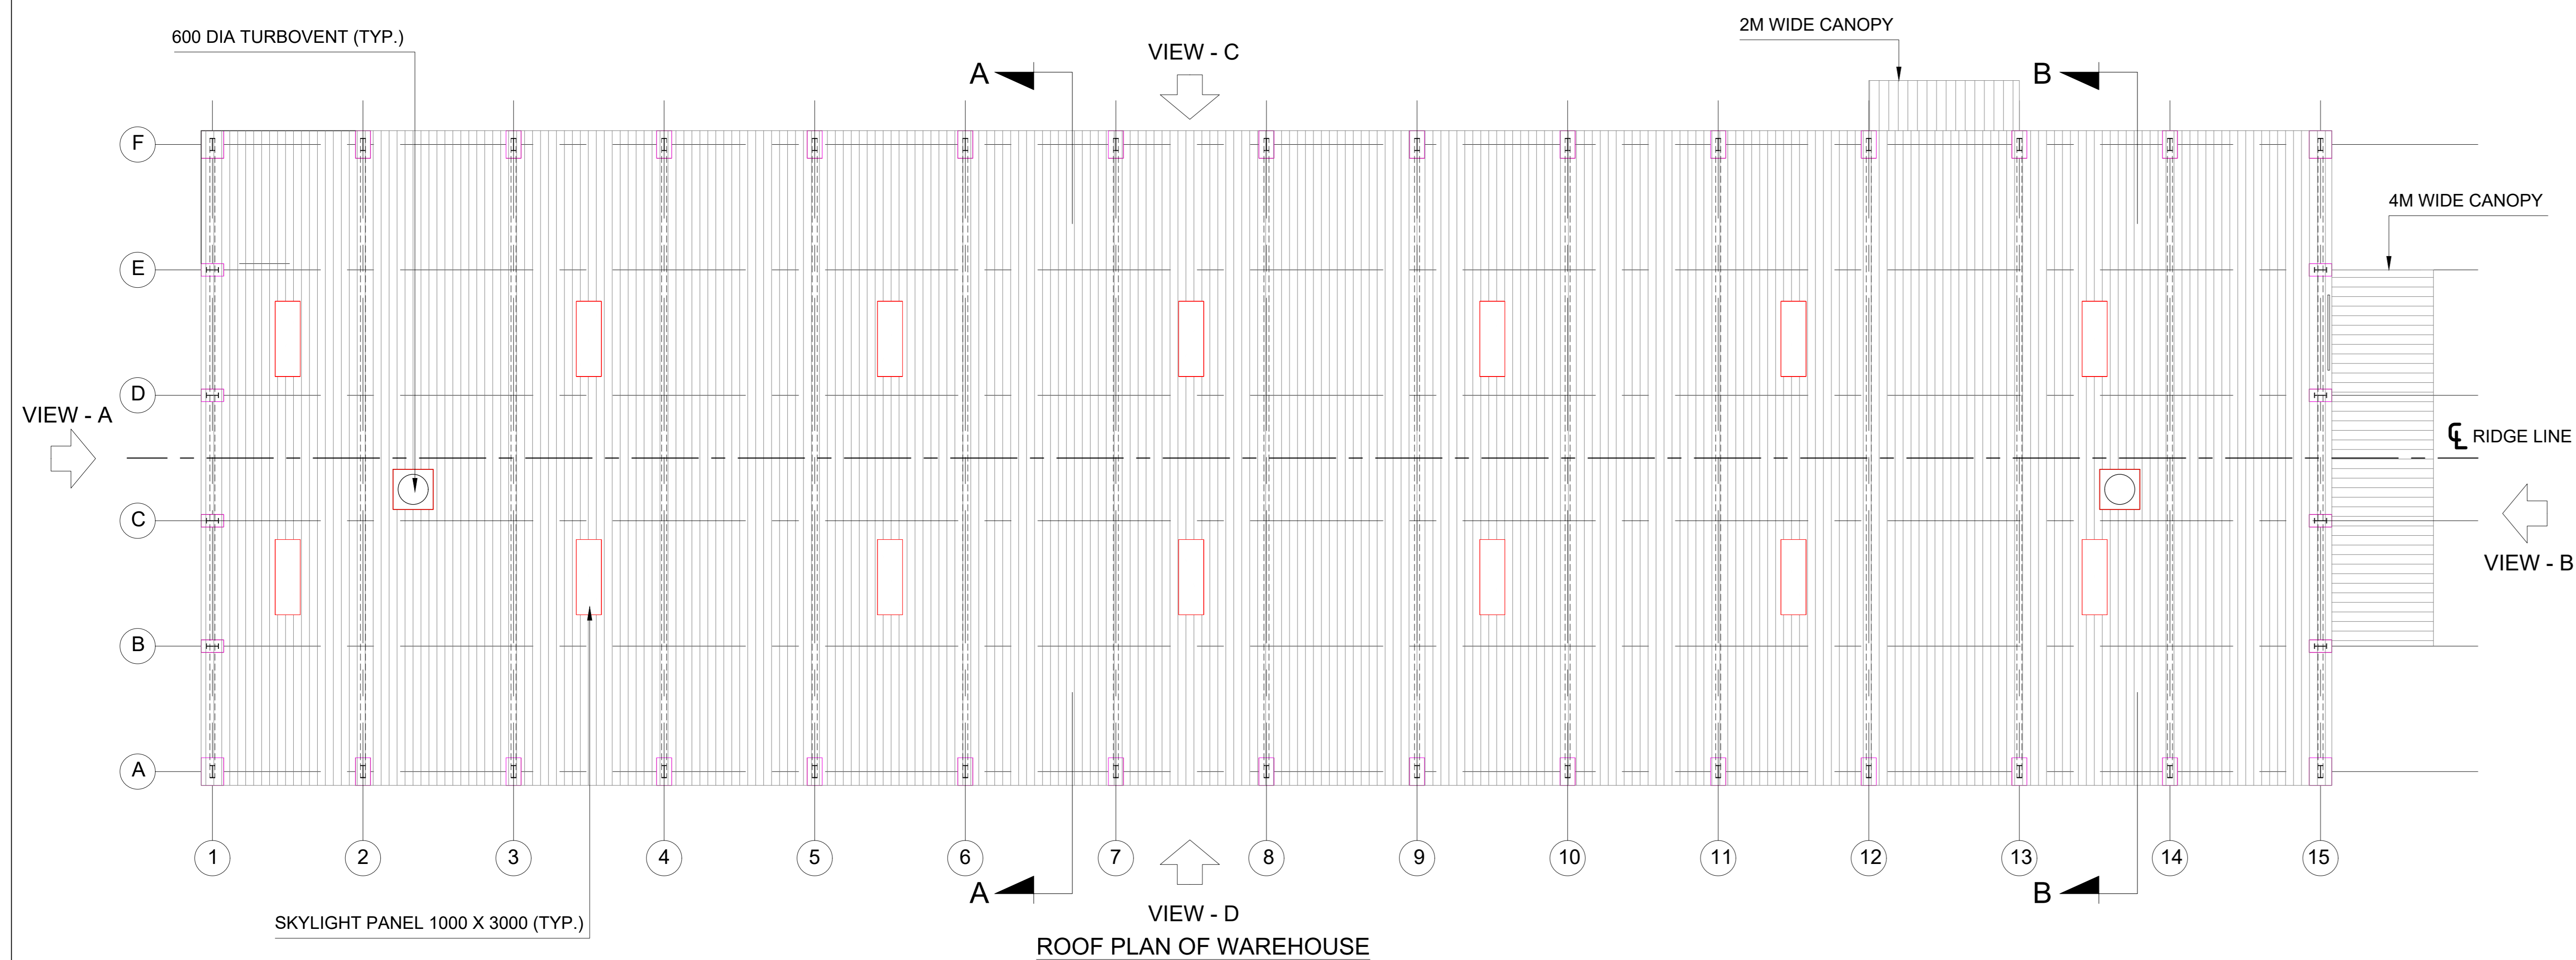 2M WIDE CANOPY
600 DIA TURBOVENT (TYP.)
VIEW - C
A
B
F
4M WIDE CANOPY
E
D
VIEW - A
℄ RIDGE LINE
C
VIEW - B
B
A
1 2 3 4 5 6 7 8 9 10 11 12 13 14 15
A
B
VIEW - D
SKYLIGHT PANEL 1000 X 3000 (TYP.)
ROOF PLAN OF WAREHOUSE